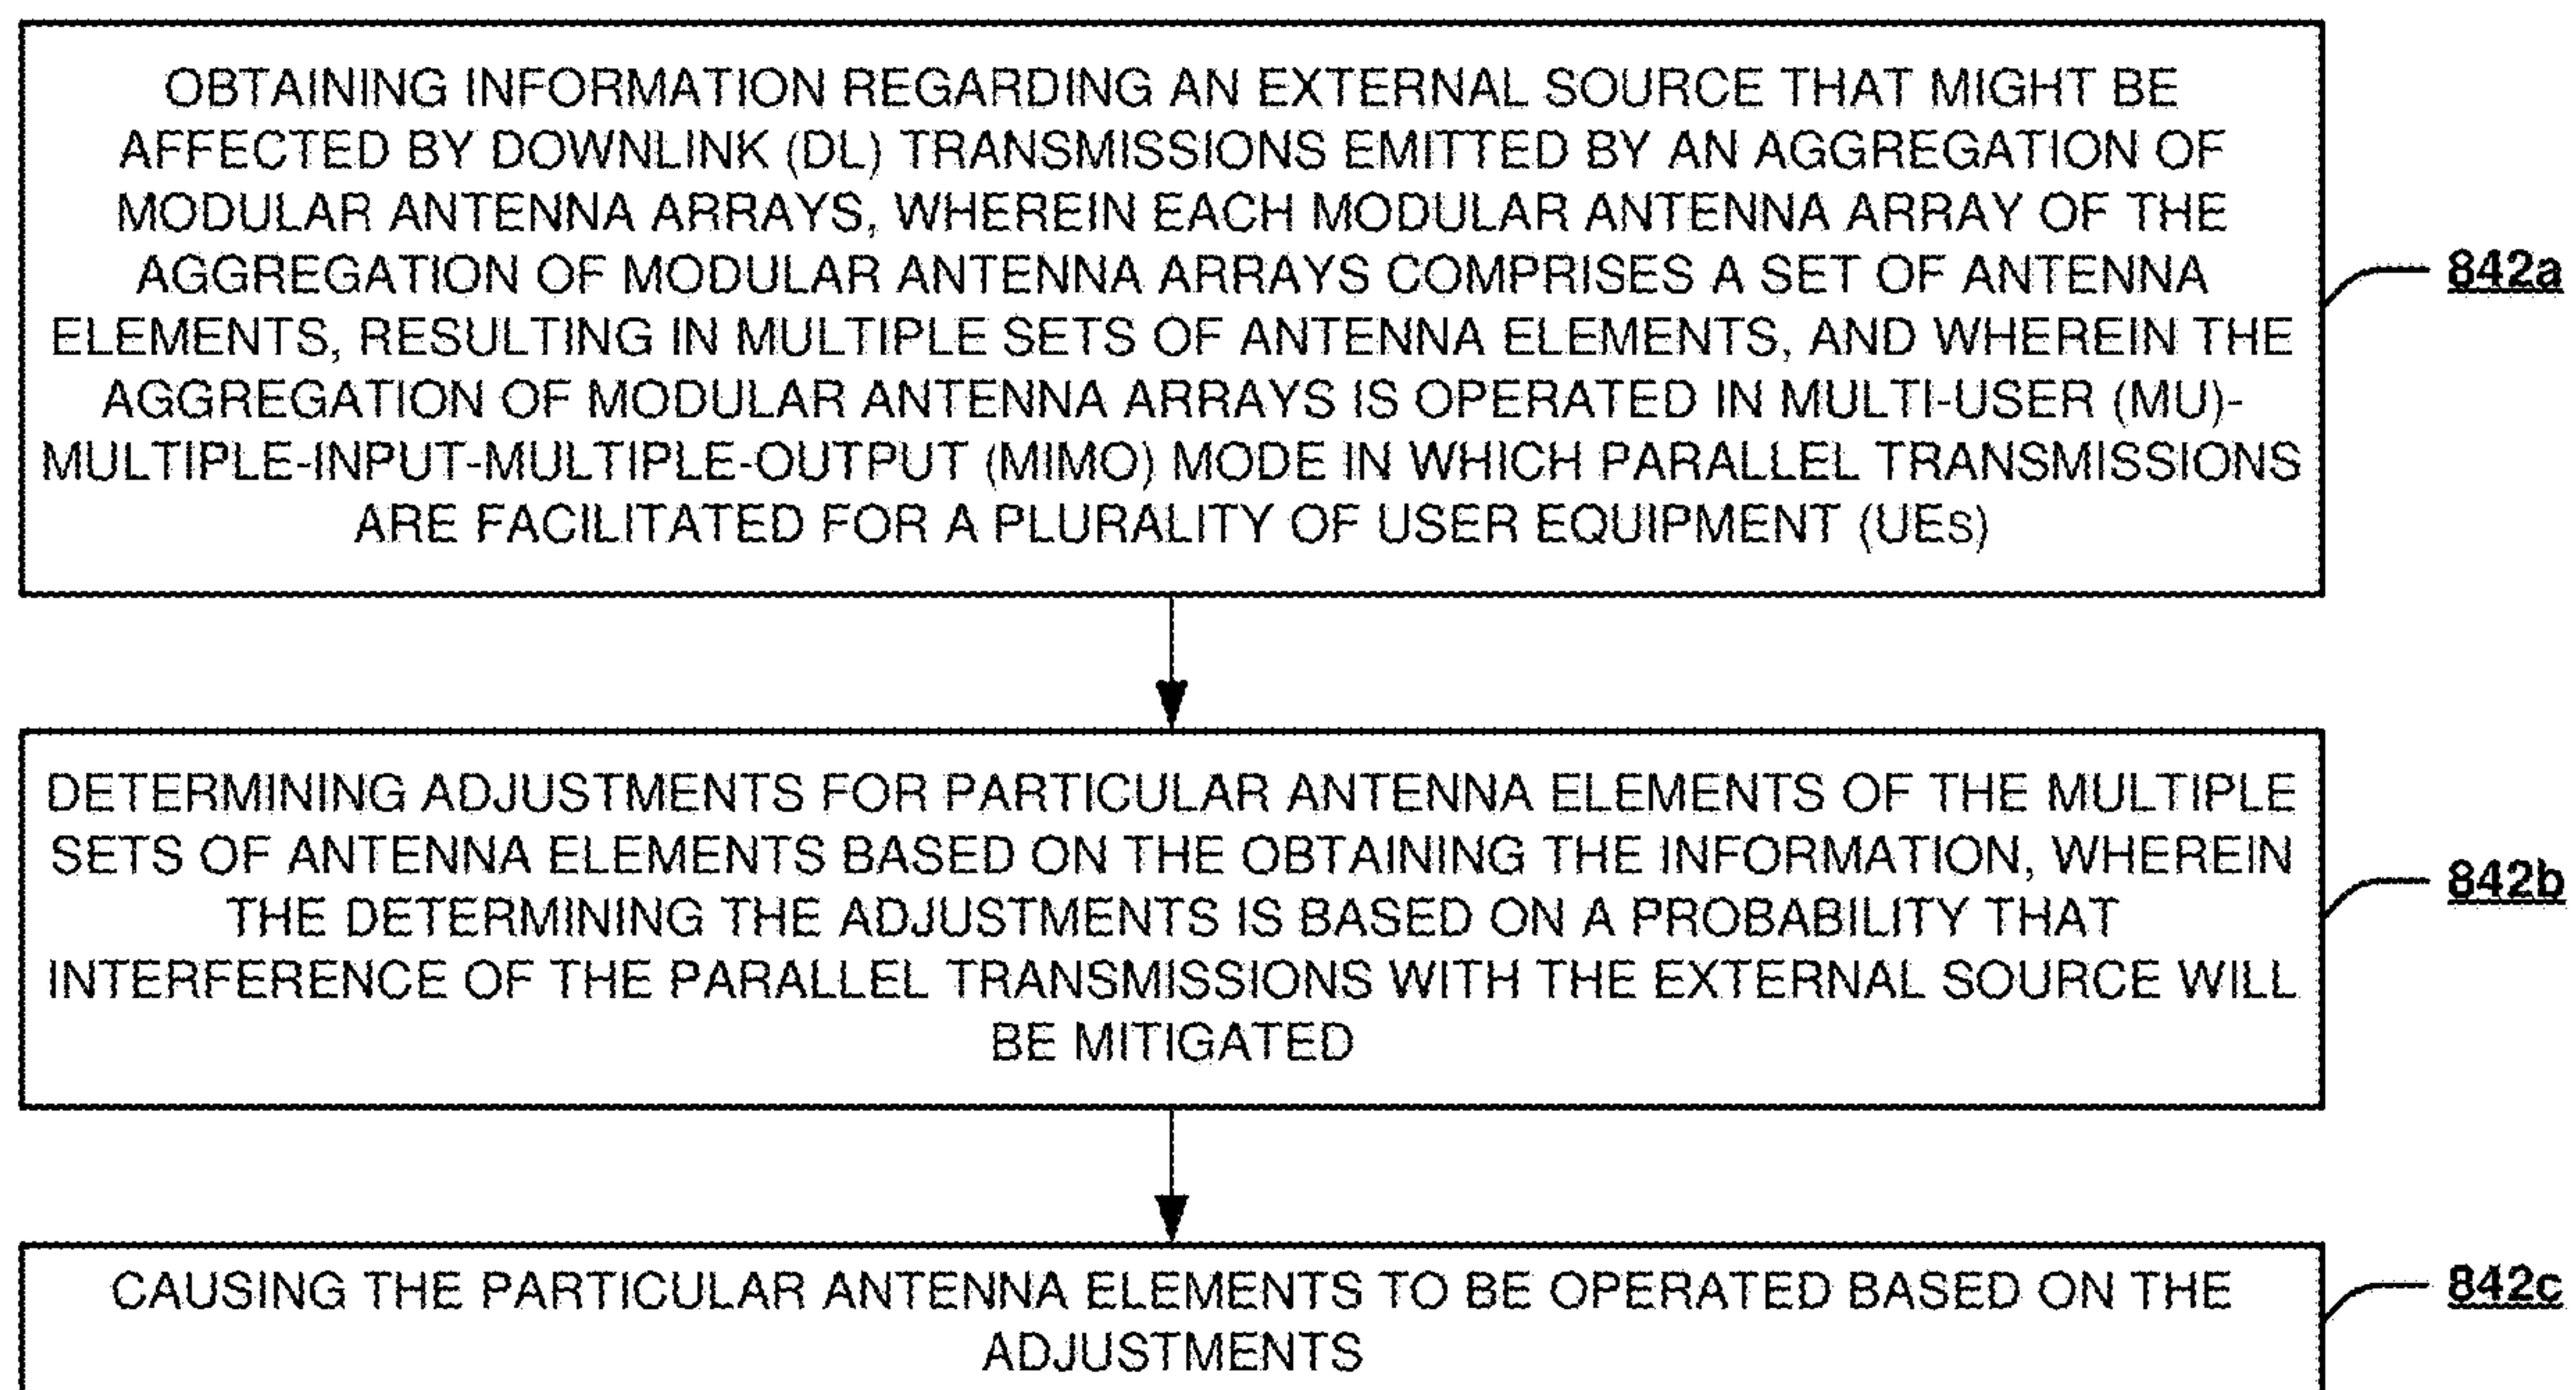 OBTAINING INFORMATION REGARDING AN EXTERNAL SOURCE THAT MIGHT BE
AFFECTED BY DOWNLINK (DL) TRANSMISSIONS EMITTED BY AN AGGREGATION OF
MODULAR ANTENNA ARRAYS, WHEREIN EACH MODULAR ANTENNA ARRAY OF THE
AGGREGATION OF MODULAR ANTENNA ARRAYS COMPRISES A SET OF ANTENNA
ELEMENTS, RESULTING IN MULTIPLE SETS OF ANTENNA ELEMENTS, AND WHEREIN THE
AGGREGATION OF MODULAR ANTENNA ARRAYS IS OPERATED IN MULTI-USER (MU)-
MULTIPLE-INPUT-MULTIPLE-OUTPUT (MIMO) MODE IN WHICH PARALLEL TRANSMISSIONS
ARE FACILITATED FOR A PLURALITY OF USER EQUIPMENT (UEs)
842a
DETERMINING ADJUSTMENTS FOR PARTICULAR ANTENNA ELEMENTS OF THE MULTIPLE
SETS OF ANTENNA ELEMENTS BASED ON THE OBTAINING THE INFORMATION, WHEREIN
THE DETERMINING THE ADJUSTMENTS IS BASED ON A PROBABILITY THAT
INTERFERENCE OF THE PARALLEL TRANSMISSIONS WITH THE EXTERNAL SOURCE WILL
BE MITIGATED
842b
CAUSING THE PARTICULAR ANTENNA ELEMENTS TO BE OPERATED BASED ON THE
ADJUSTMENTS
842c